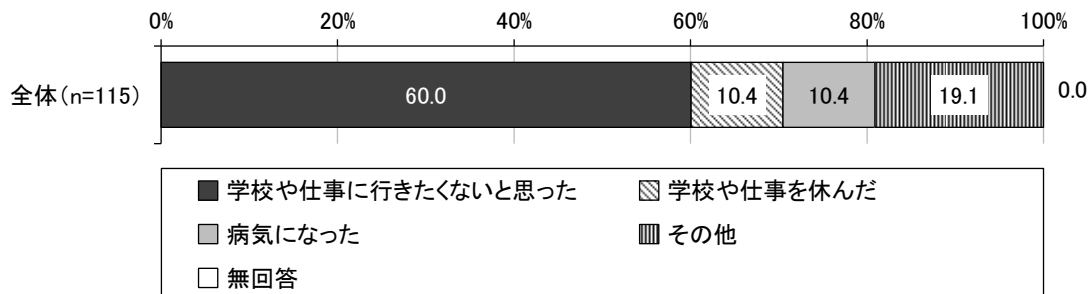 0% 20% 40% 60% 80% 100%
全体(n=115) 60.0 10.4 10.4 19.1 0.0
学校や仕事に行きたくないと思った 学校や仕事を休んだ
病気になった その他
無回答